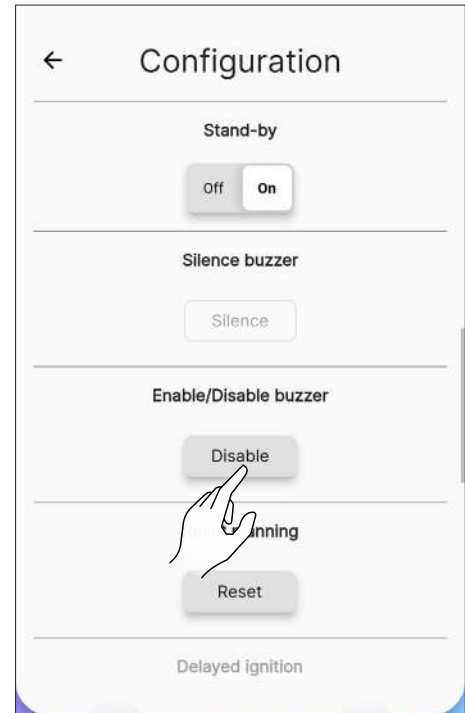 Configuration
Stand-by
Off On
Silence buzzer
Silence
Enable/Disable buzzer
Disable
Reset
Delayed ignition